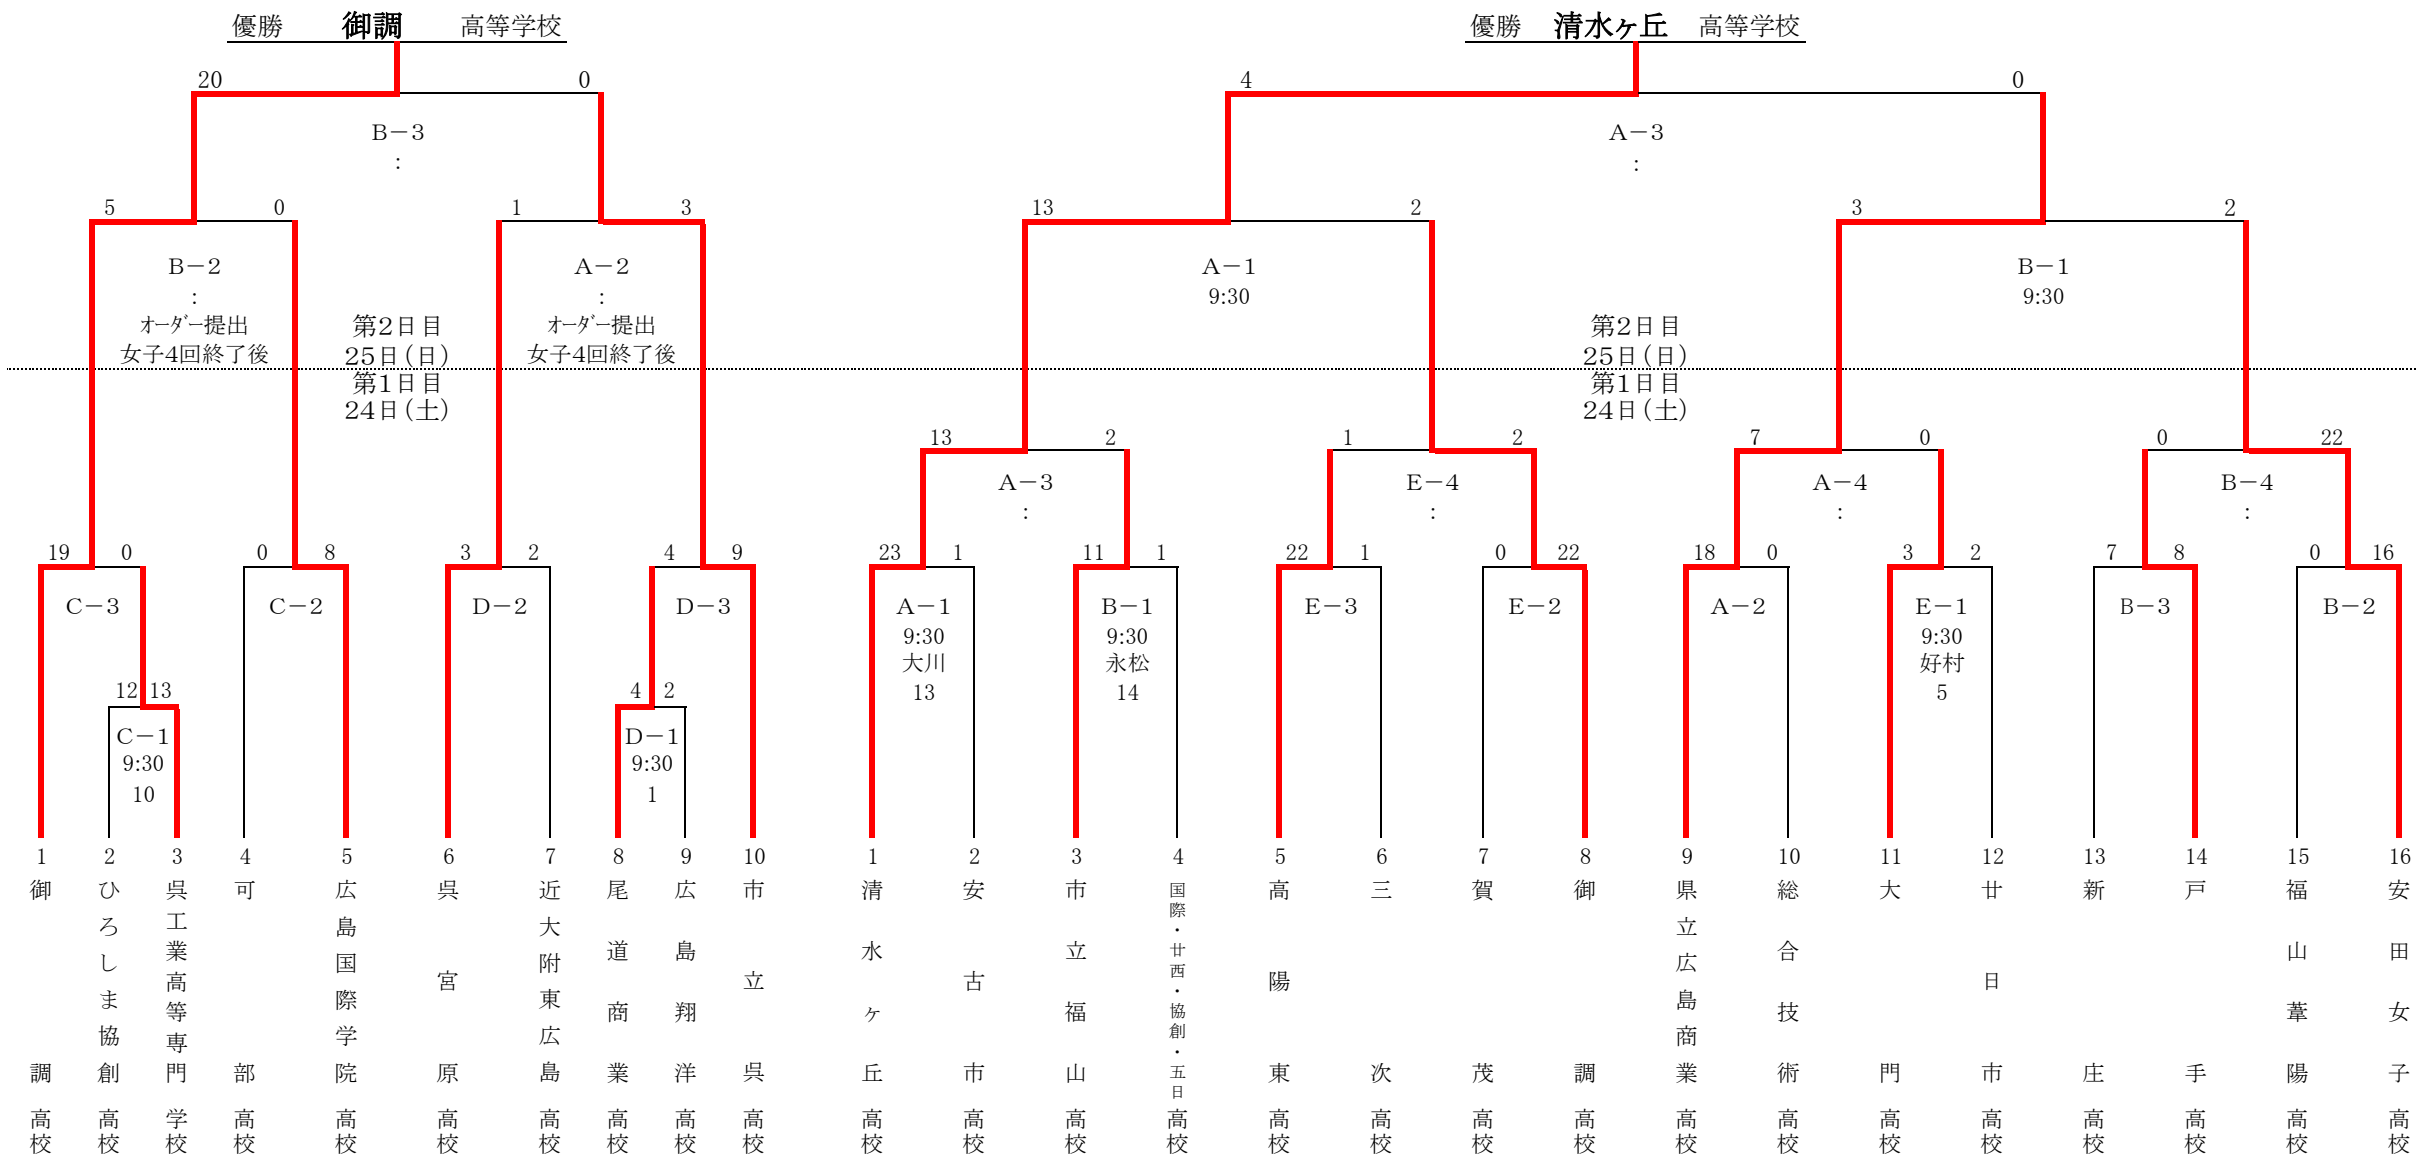 優勝 御調 高等学校
優勝 清水ヶ丘 高等学校
20 0 4 0
B-3 A-3
: :
5 0 1 3 13 2 3 2
B-2 A-2 A-1 B-1
: : 9:30 9:30
オーダー提出 第2日目 オーダー提出 第2日目
女子4回終了後 25日(日) 女子4回終了後 25日(日)
第1日目 第1日目
24日(土) 24日(土)
13 2 1 2 7 0 0 22
A-3 E-4 A-4 B-4
: : : :
19 0 0 8 3 2 4 9 23 1 11 1 22 1 0 22 18 0 3 2 7 8 0 16
C-3 C-2 D-2 D-3 A-1 B-1 E-3 E-2 A-2 E-1 B-3 B-2
9:30 9:30 9:30
大川 永松 好村
13 14 5
12 13 4 2
C-1 D-1
9:30 9:30
10 1
1 2 3 4 5 6 7 8 9 10 1 2 3 4 5 6 7 8 9 10 11 12 13 14 15 16
御調高校
ひろしま協創高校
呉工業高等専門学校
可部高校
広島国際学院高校
呉宮原高校
近大附東広島高校
尾道商業高校
広島翔洋高校
市立呉高校
清水ヶ丘高校
安古市高校
市立福山高校
国際・廿西・協創・五日高校
高陽東高校
三次高校
賀茂高校
御調高校
県立広島商業高校
総合技術高校
大門高校
廿日市高校
新庄高校
戸手高校
福山葦陽高校
安田女子高校